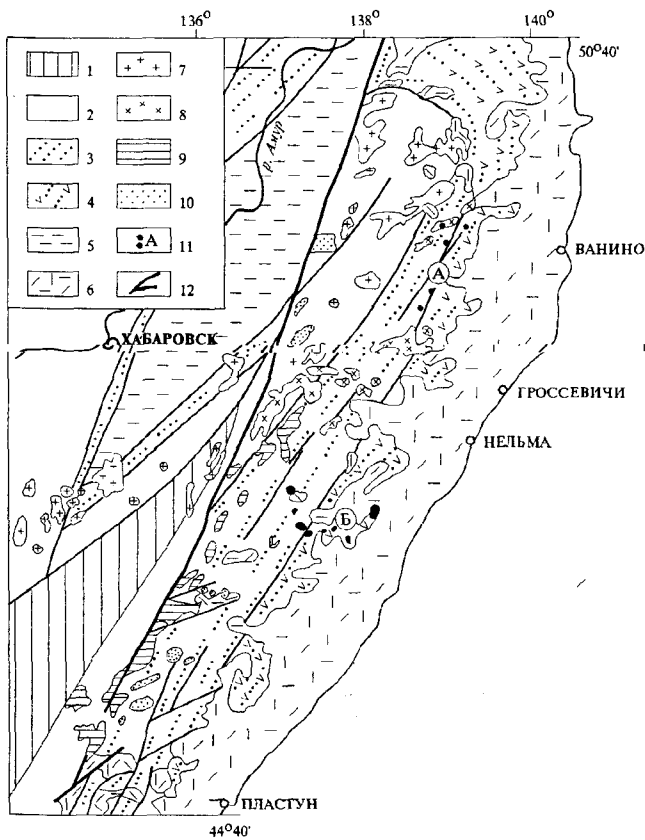 136° 138° 140°
50°40'
1 7
2 8
3 9
4 10
5 А 11
6 12
р. Амур
ВАНИНО
А
ХАБАРОВСК
ГРОССЕВИЧИ
НЕЛЬМА
Б
ПЛАСТУН
44°40'